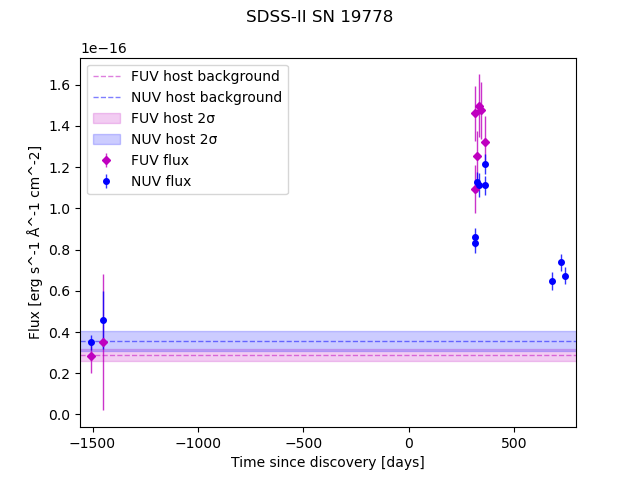 SDSS-II SN 19778
1e−16
FUV host background
NUV host background
FUV host 2σ
NUV host 2σ
FUV flux
NUV flux
1.6
1.4
1.2
1.0
0.8
0.6
0.4
0.2
0.0
Flux [erg s^-1 Å^-1 cm^-2]
−1500
−1000
−500
0
500
Time since discovery [days]